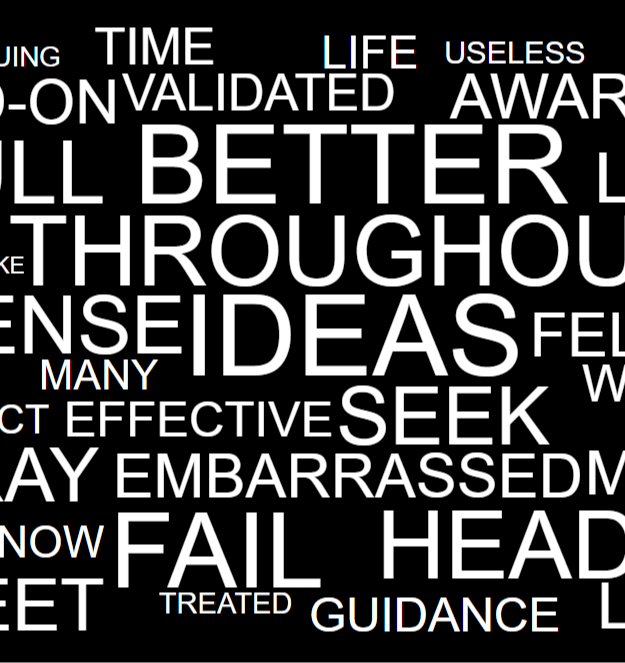 UING TIME LIFE USELESS
D-ON VALIDATED AWAR
ULL BETTER L
KE THROUGHOU
ENSE IDEAS FEL
MANY W
CT EFFECTIVE SEEK
AY EMBARRASSED M
NOW FAIL HEAD
EET TREATED GUIDANCE L